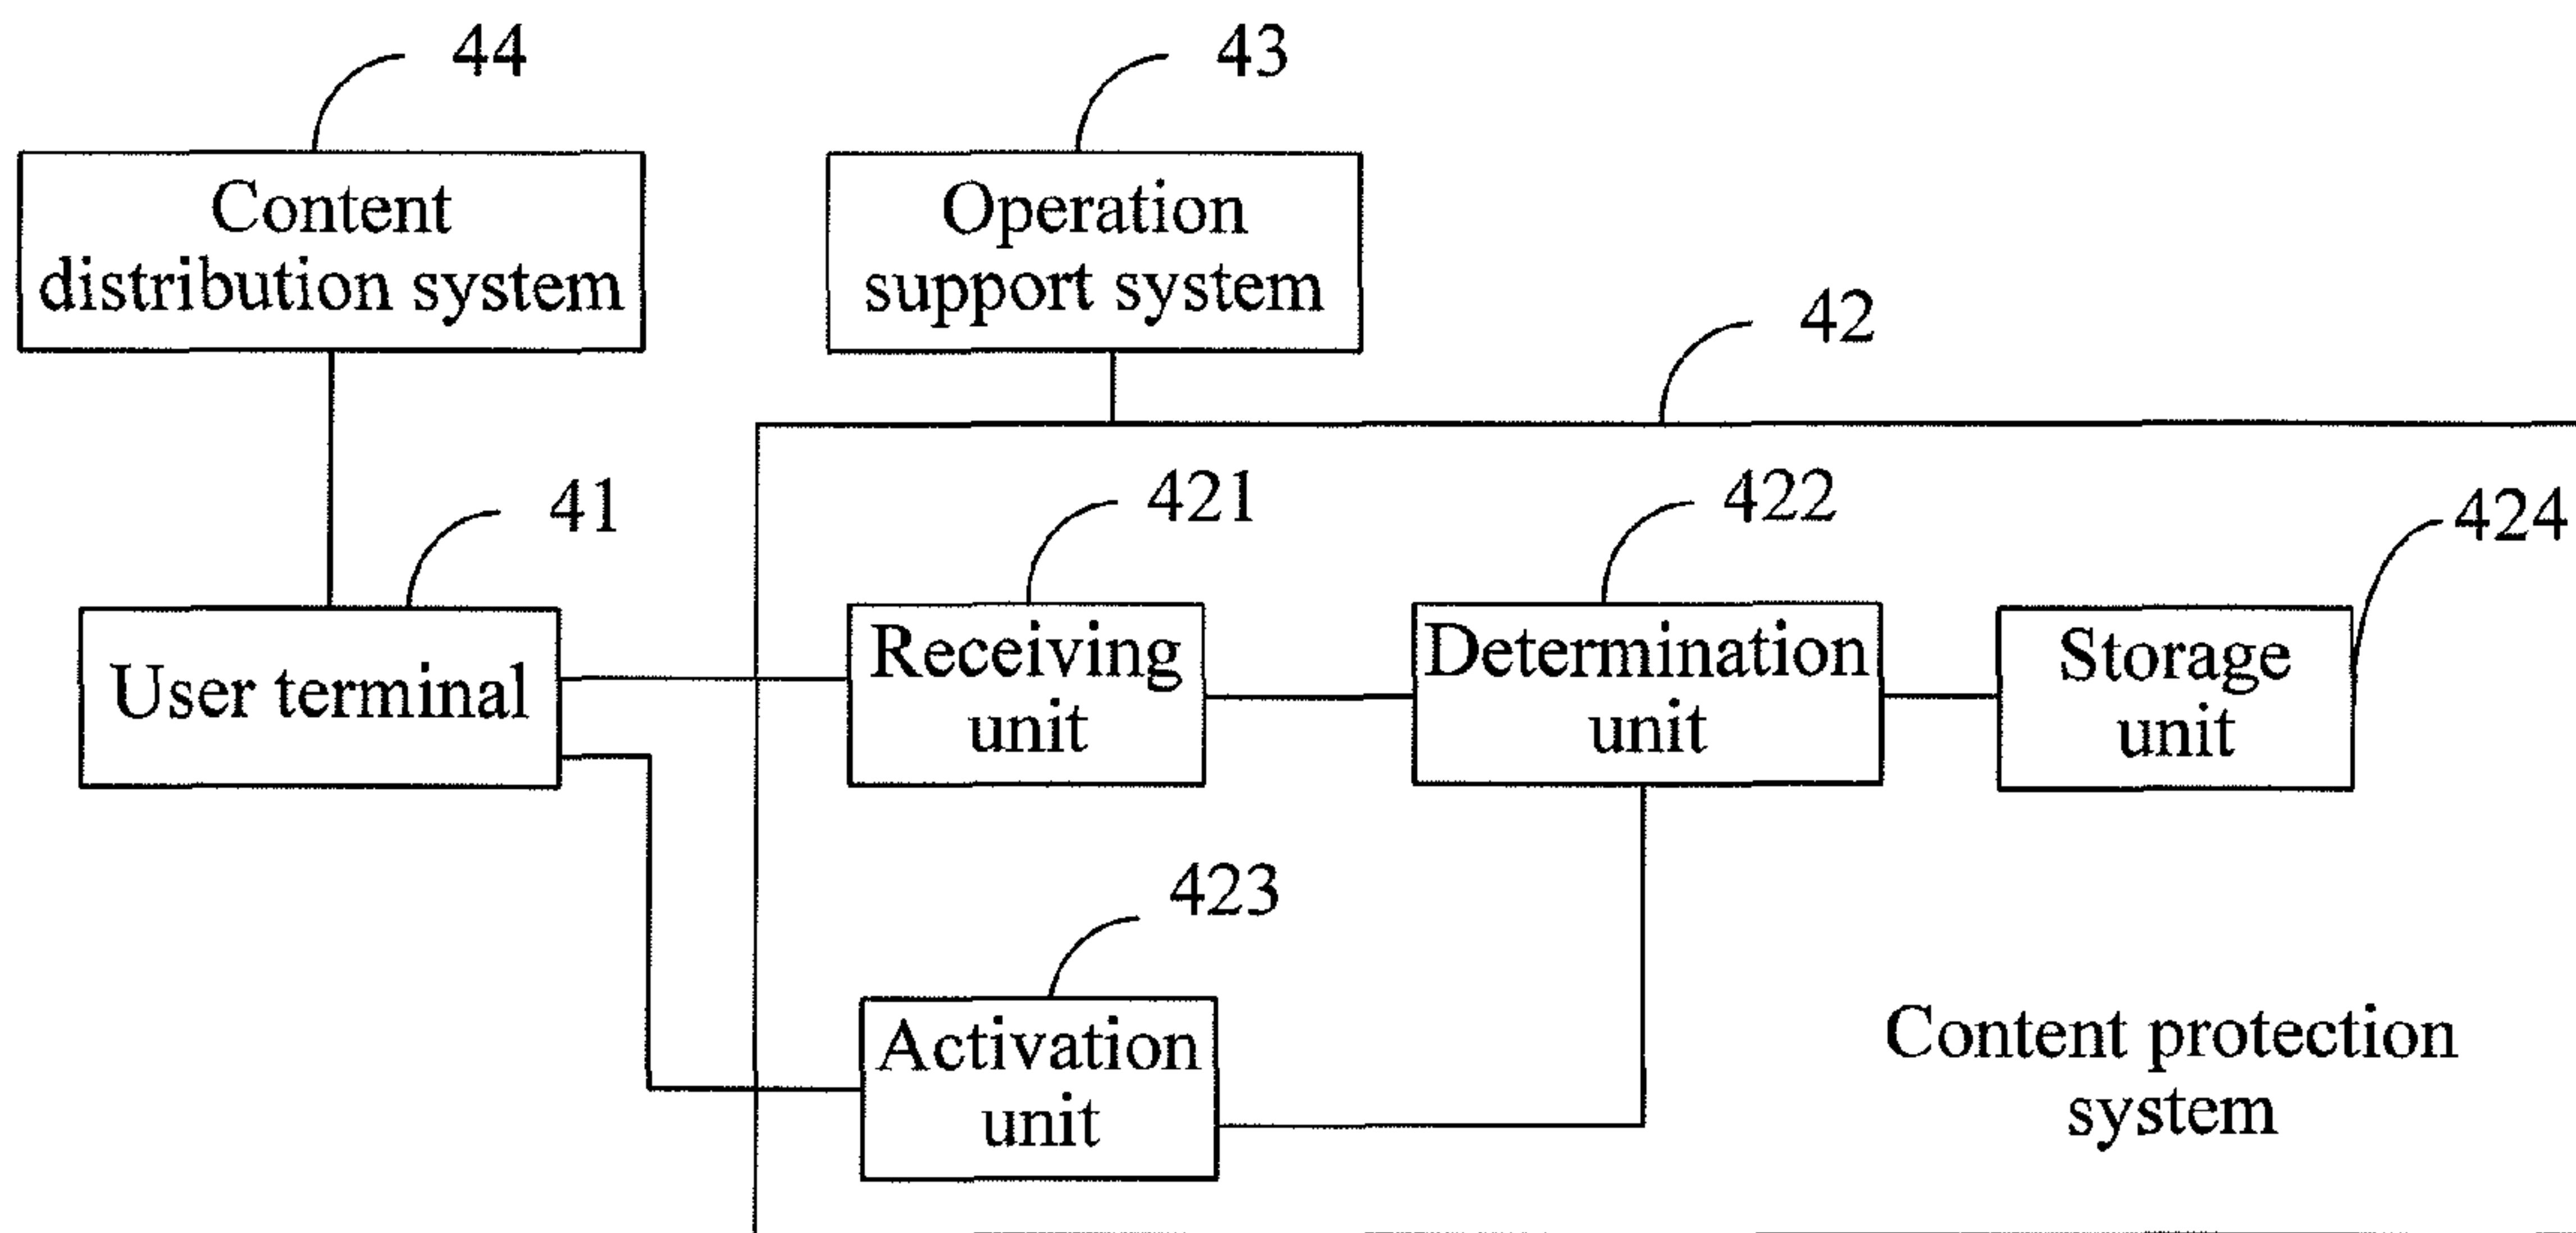 44
43
Content
distribution system
Operation
support system
42
41
421
422
424
User terminal
Receiving
unit
Determination
unit
Storage
unit
423
Activation
unit
Content protection
system